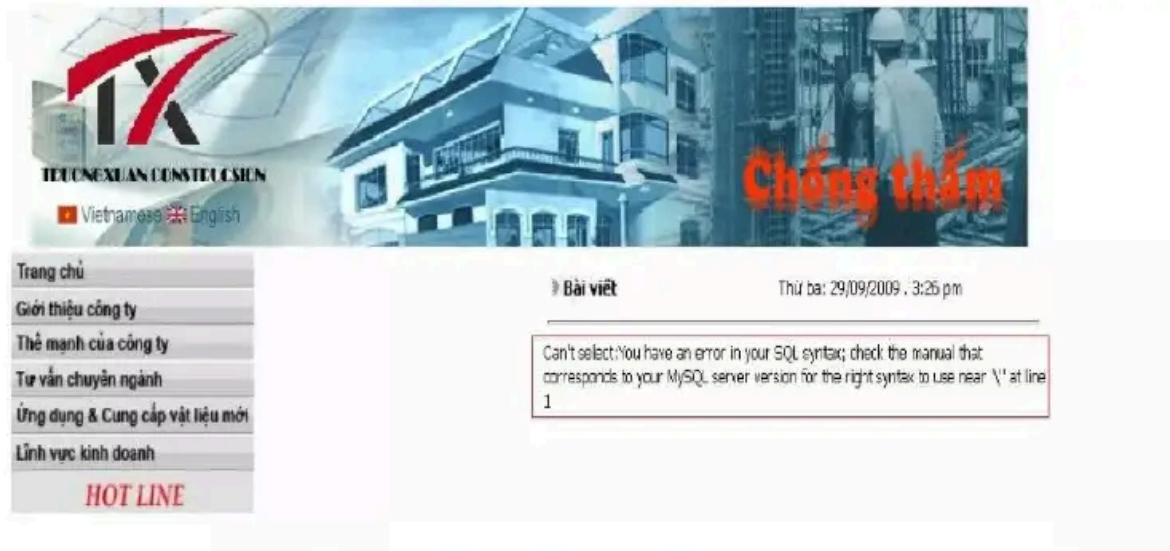 TX
TRUONGXUAN CONSTRUCSION
Vietnamese English
Chống thấm
Trang chủ
Giới thiệu công ty
Thế mạnh của công ty
Tư vấn chuyên ngành
Ứng dụng & Cung cấp vật liệu mới
Lĩnh vực kinh doanh
HOT LINE
Bài viết
Thứ ba: 29/09/2009 . 3:26 pm
Can't select:You have an error in your SQL syntax; check the manual that
corresponds to your MySQL server version for the right syntax to use near '\'' at line
1